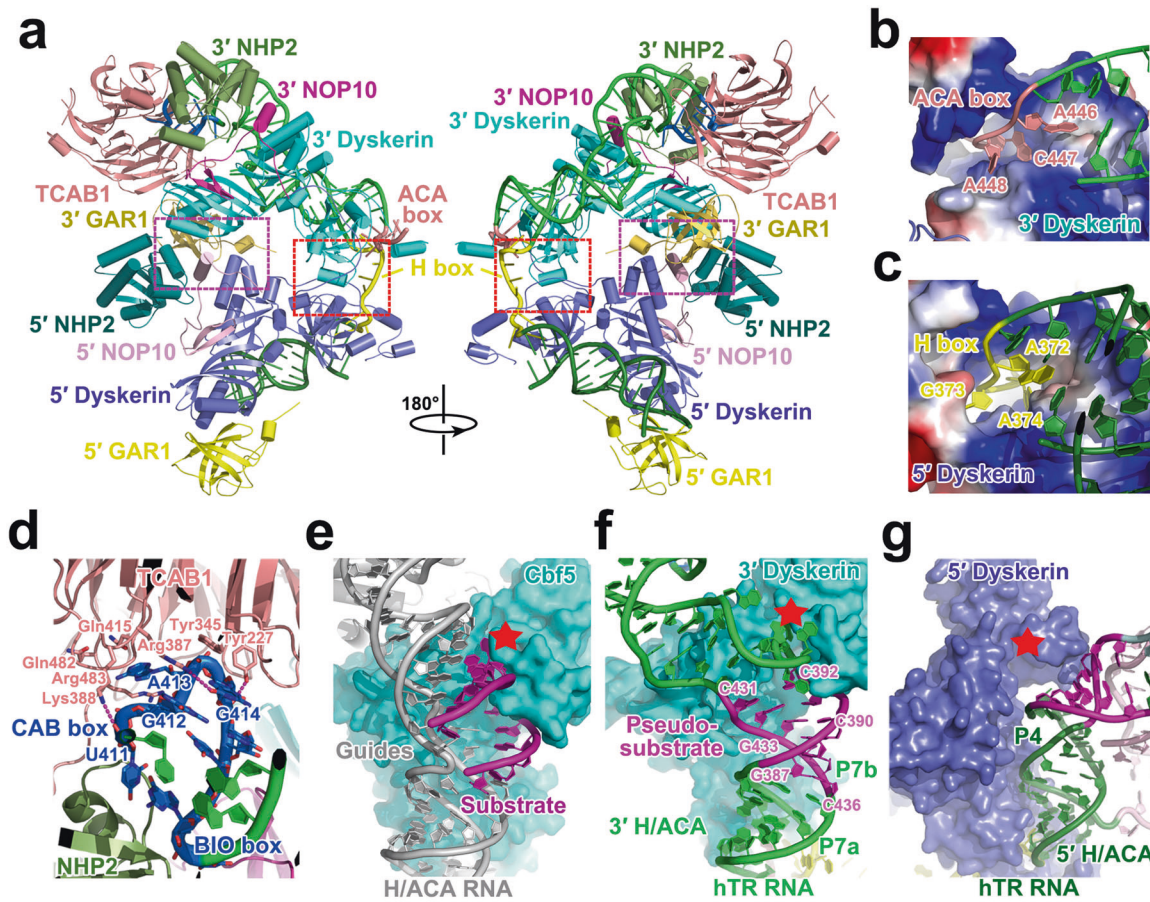 a
3′ NHP2
3′ NOP10
3′ Dyskerin
TCAB1
3′ GAR1
ACA
box
H box
5′ NHP2
5′ NOP10
5′ Dyskerin
5′ GAR1
180°
3′ NHP2
3′ NOP10
3′ Dyskerin
TCAB1
3′ GAR1
5′ NHP2
5′ NOP10
5′ Dyskerin
5′ GAR1
b
ACA box
A446
C447
A448
3′ Dyskerin
c
H box
A372
G373
A374
5′ Dyskerin
d
TCAB1
Gln415
Tyr345
Arg387
Tyr227
Gln482
Arg483
Lys388
A413
G412
G414
CAB box
U411
BIO box
NHP2
e
Cbf5
Guides
Substrate
H/ACA RNA
f
3′ Dyskerin
C431
C392
Pseudo-
substrate
C390
G433
G387
P7b
C436
3′ H/ACA
P7a
hTR RNA
g
5′ Dyskerin
P4
5′ H/ACA
hTR RNA